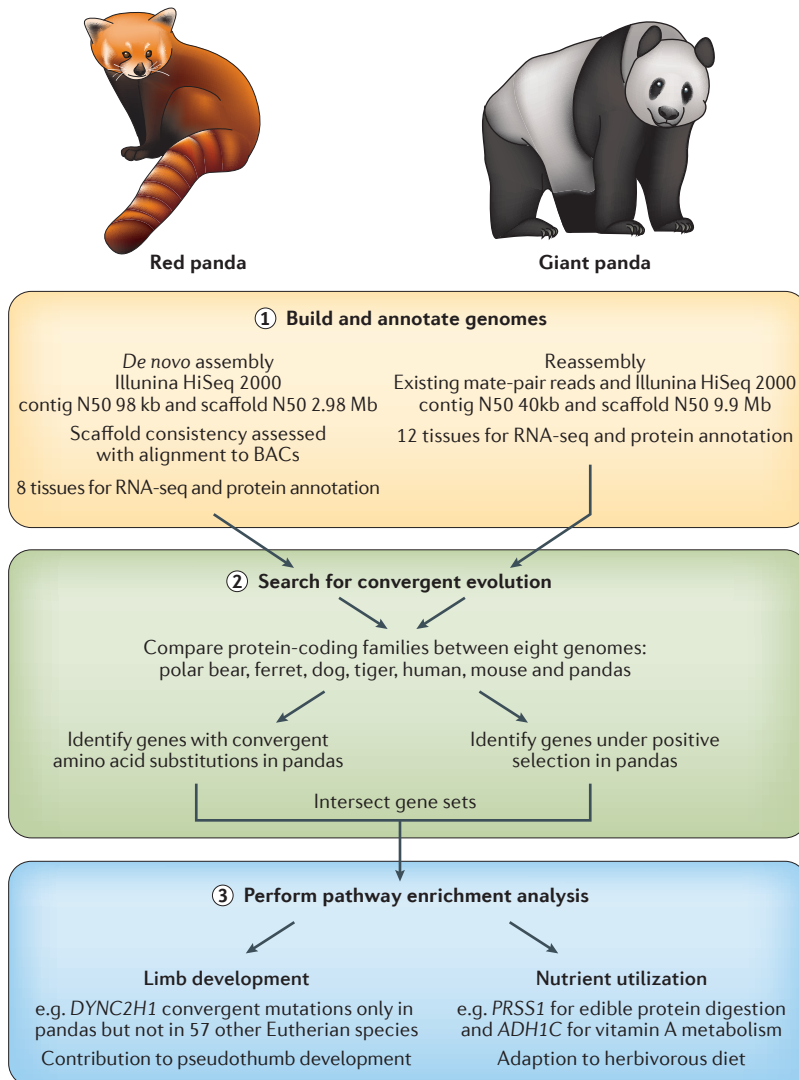 Red panda
Giant panda
① Build and annotate genomes
De novo assembly
Illunina HiSeq 2000
contig N50 98 kb and scaffold N50 2.98 Mb
Scaffold consistency assessed
with alignment to BACs
8 tissues for RNA-seq and protein annotation
Reassembly
Existing mate-pair reads and Illunina HiSeq 2000
contig N50 40kb and scaffold N50 9.9 Mb
12 tissues for RNA-seq and protein annotation
② Search for convergent evolution
Compare protein-coding families between eight genomes:
polar bear, ferret, dog, tiger, human, mouse and pandas
Identify genes with convergent
amino acid substitutions in pandas
Identify genes under positive
selection in pandas
Intersect gene sets
③ Perform pathway enrichment analysis
Limb development
e.g. DYNC2H1 convergent mutations only in
pandas but not in 57 other Eutherian species
Contribution to pseudothumb development
Nutrient utilization
e.g. PRSS1 for edible protein digestion
and ADH1C for vitamin A metabolism
Adaption to herbivorous diet